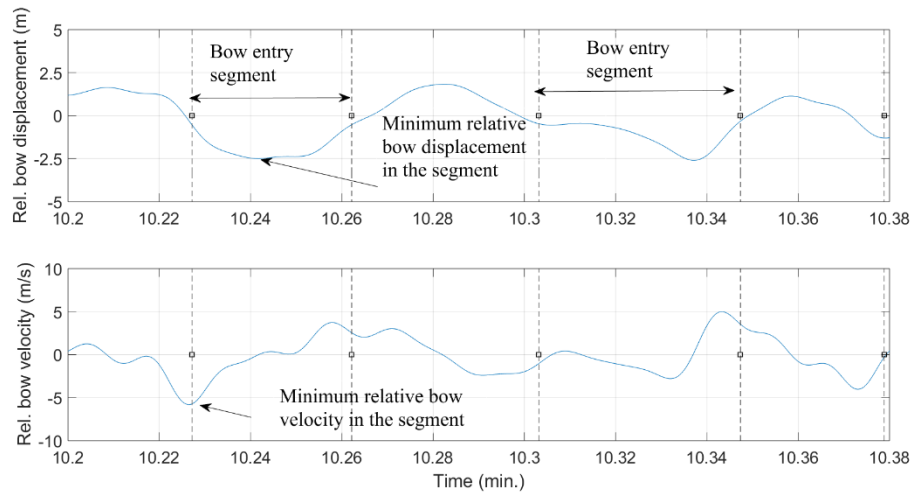 Rel. bow displacement (m)
5
2.5
0
-2.5
-5
Bow entry
segment
Bow entry
segment
Minimum relative
bow displacement
in the segment
10.2 10.22 10.24 10.26 10.28 10.3 10.32 10.34 10.36 10.38
Rel. bow velocity (m/s)
10
5
0
-5
-10
Minimum relative bow
velocity in the segment
10.2 10.22 10.24 10.26 10.28 10.3 10.32 10.34 10.36 10.38
Time (min.)